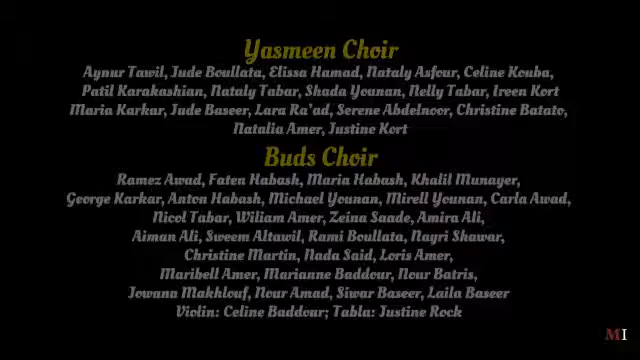 Yasmeen Choir
Aynur Tawil, Jude Boullata, Elissa Hamad, Nataly Asfour, Celine Kouba,
Patil Karakashian, Nataly Tabar, Shada Younan, Nelly Tabar, Ireen Kort
Maria Karkar, Jude Baseer, Lara Ra'ad, Serene Abdelnoor, Christine Batato,
Natalia Amer, Justine Kort
Buds Choir
Ramez Awad, Faten Habash, Maria Habash, Khalil Munayer,
George Karkar, Anton Habash, Michael Younan, Mirell Younan, Carla Awad,
Nicol Tabar, Wiliam Amer, Zeina Saade, Amira Ali,
Aiman Ali, Sweem Altawil, Rami Boullata, Nayri Shawar,
Christine Martin, Nada Said, Loris Amer,
Maribell Amer, Marianne Baddour, Nour Batris,
Jowana Makhlouf, Nour Amad, Siwar Baseer, Laila Baseer
Violin: Celine Baddour; Tabla: Justine Rock
MI